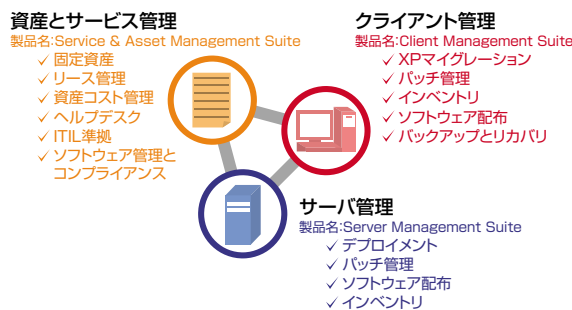 資産とサービス管理
製品名:Service & Asset Management Suite
✓ 固定資産
✓ リース管理
✓ 資産コスト管理
✓ ヘルプデスク
✓ ITIL準拠
✓ ソフトウェア管理と
コンプライアンス
クライアント管理
製品名:Client Management Suite
✓ XPマイグレーション
✓ パッチ管理
✓ インベントリ
✓ ソフトウェア配布
✓ バックアップとリカバリ
サーバ管理
製品名:Server Management Suite
✓ デプロイメント
✓ パッチ管理
✓ ソフトウェア配布
✓ インベントリ